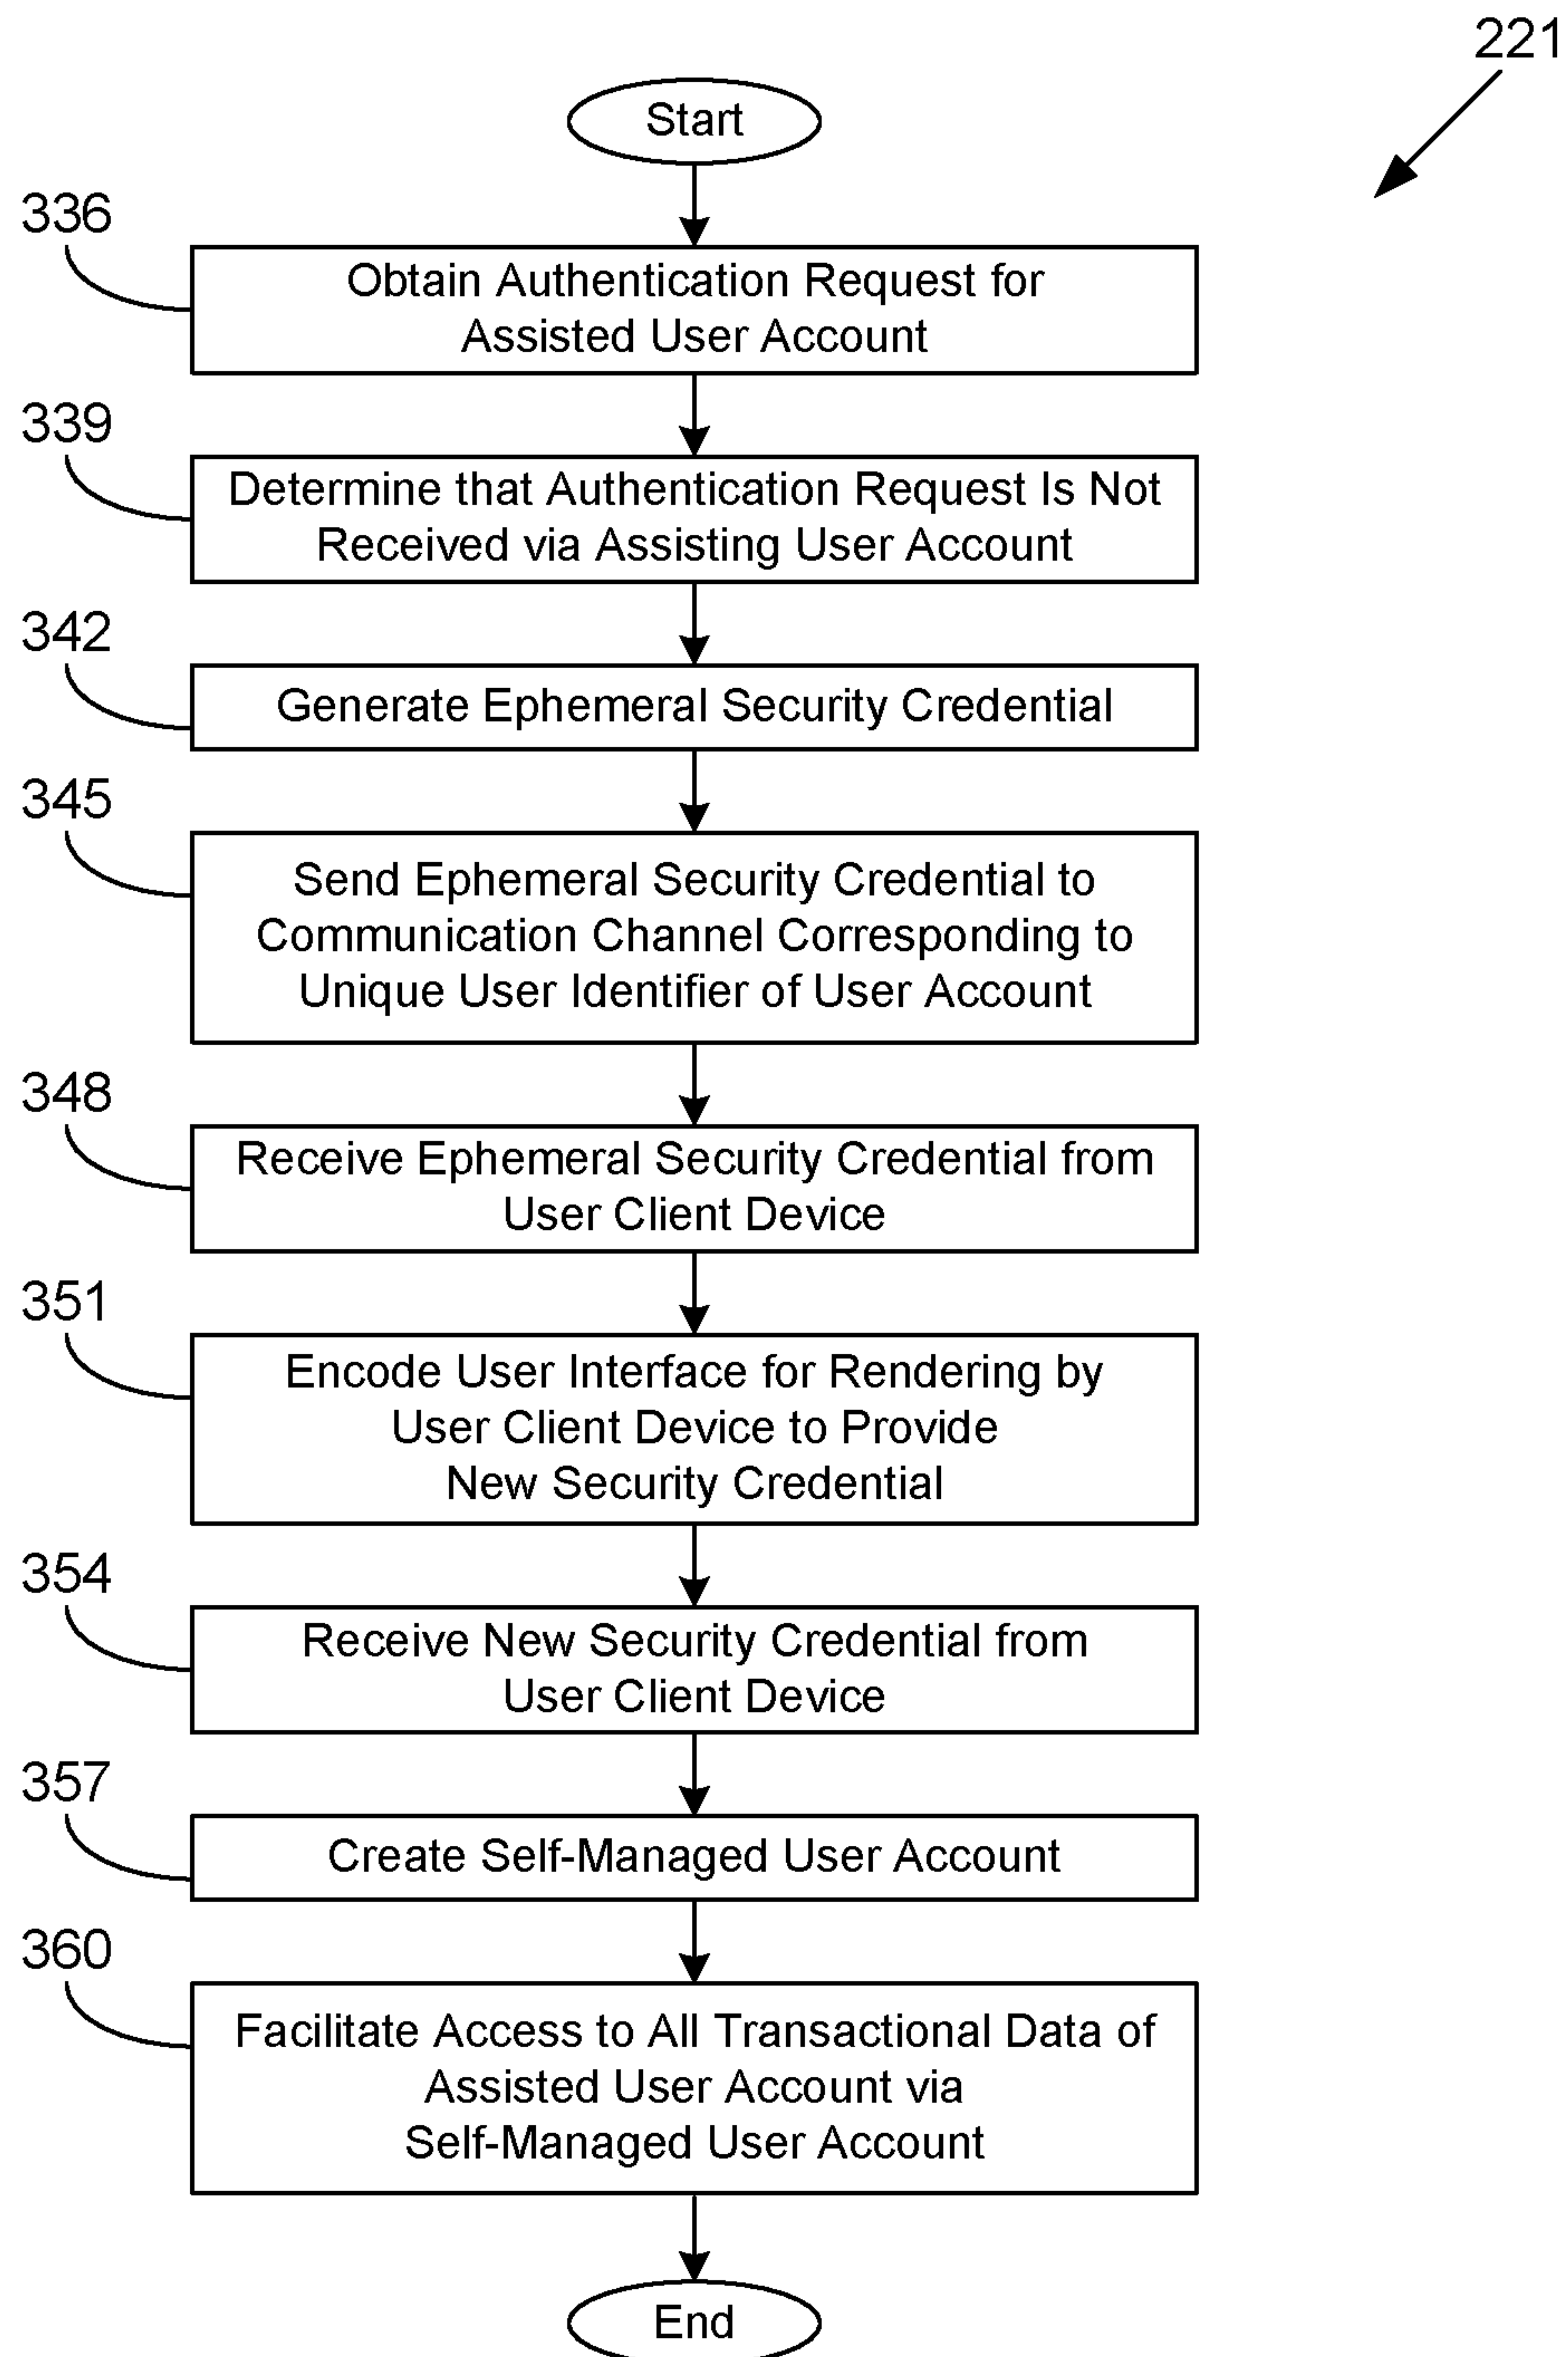 221
Start
336
Obtain Authentication Request for
Assisted User Account
339
Determine that Authentication Request Is Not
Received via Assisting User Account
342
Generate Ephemeral Security Credential
345
Send Ephemeral Security Credential to
Communication Channel Corresponding to
Unique User Identifier of User Account
348
Receive Ephemeral Security Credential from
User Client Device
351
Encode User Interface for Rendering by
User Client Device to Provide
New Security Credential
354
Receive New Security Credential from
User Client Device
357
Create Self-Managed User Account
360
Facilitate Access to All Transactional Data of
Assisted User Account via
Self-Managed User Account
End